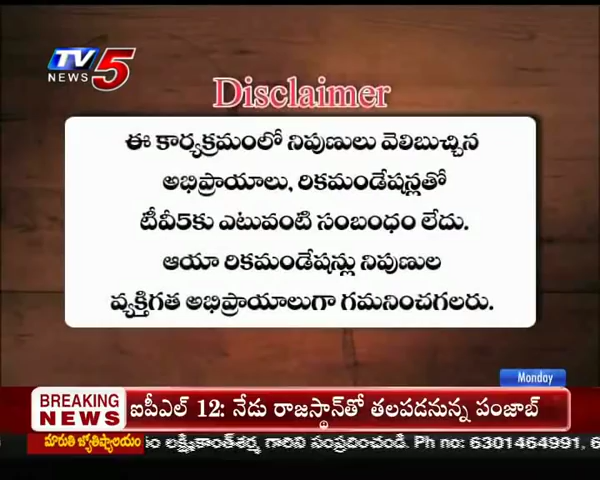 TV5
NEWS
Disclaimer
ఈ కార్యక్రమంలో నిపుణులు వెలిబుచ్చిన
అభిప్రాయాలు, రికమండేషన్లతో
టీవీ5కు ఎటువంటి సంబంధం లేదు.
ఆయా రికమండేషన్లు నిపుణుల
వ్యక్తిగత అభిప్రాయాలుగా గమనించగలరు.
Monday
BREAKING
NEWS
ఐపీఎల్ 12: నేడు రాజస్థాన్‌తో తలపడనున్న పంజాబ్
మారుతి జ్యోతిష్యాలయం
లక్ష్మీకాంత్‌శర్మ గారిని సంప్రదించండి. Ph no: 6301464991,